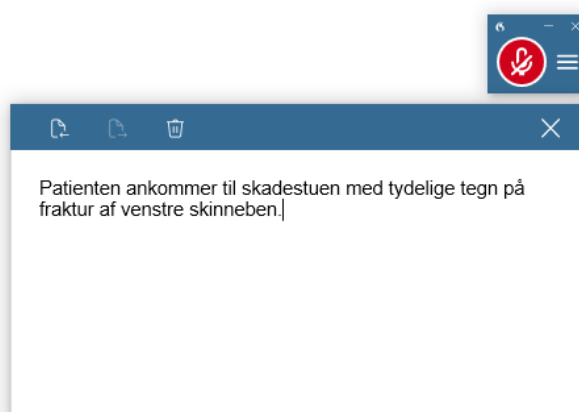 Patienten ankommer til skadestuen med tydelige tegn på
fraktur af venstre skinneben.